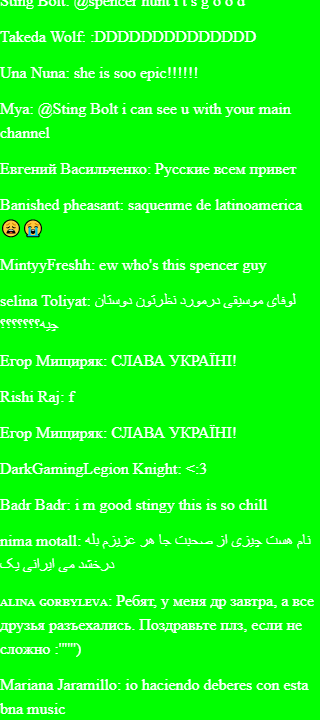 Sting Bolt: @spencer hunt i t s g o o d
Takeda Wolf: :DDDDDDDDDDDDDD
Una Nuna: she is soo epic!!!!!!
Mya: @Sting Bolt i can see u with your main
channel
Евгений Васильченко: Русские всем привет
Banished pheasant: saquenme de latinoamerica
😩😭
MintyyFreshh: ew who's this spencer guy
selina Toliyat: لوفای موسیقی درمورد نظرتون دوستان
چیه؟؟؟؟؟؟؟
Егор Мищиряк: СЛАВА УКРАЇНІ!
Rishi Raj: f
Егор Мищиряк: СЛАВА УКРАЇНІ!
DarkGamingLegion Knight: <:3
Badr Badr: i m good stingy this is so chill
nima motall: نام هست چیزی از صحبت جا هر عزیزم بله
درخشد می ایرانی یک
ᴀʟɪɴᴀ ɢᴏʀʙʏʟᴇᴠᴀ: Ребят, у меня др завтра, а все
друзья разъехались. Поздравьте плз, если не
сложно :""")
Mariana Jaramillo: io haciendo deberes con esta
bna music